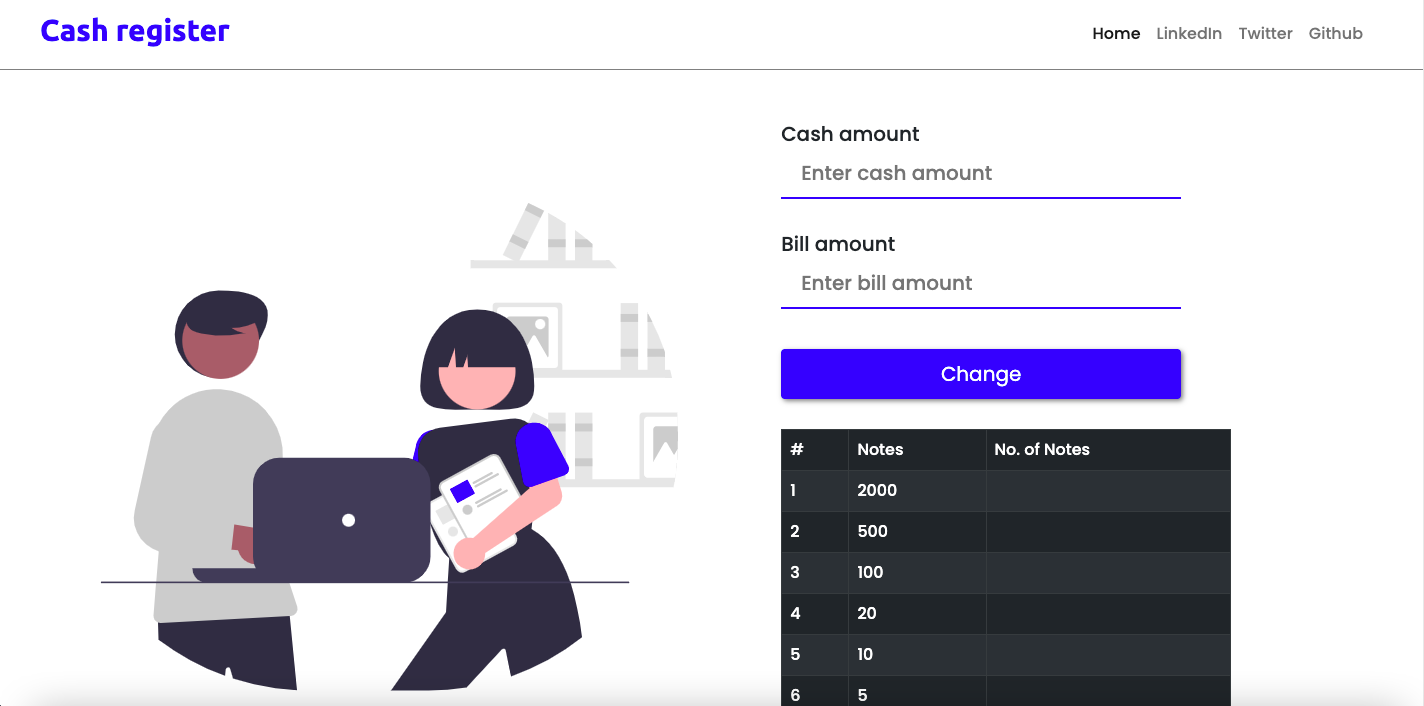 Cash register
Home LinkedIn Twitter Github
Cash amount
Enter cash amount
Bill amount
Enter bill amount
Change
# Notes No. of Notes
1 2000
2 500
3 100
4 20
5 10
6 5